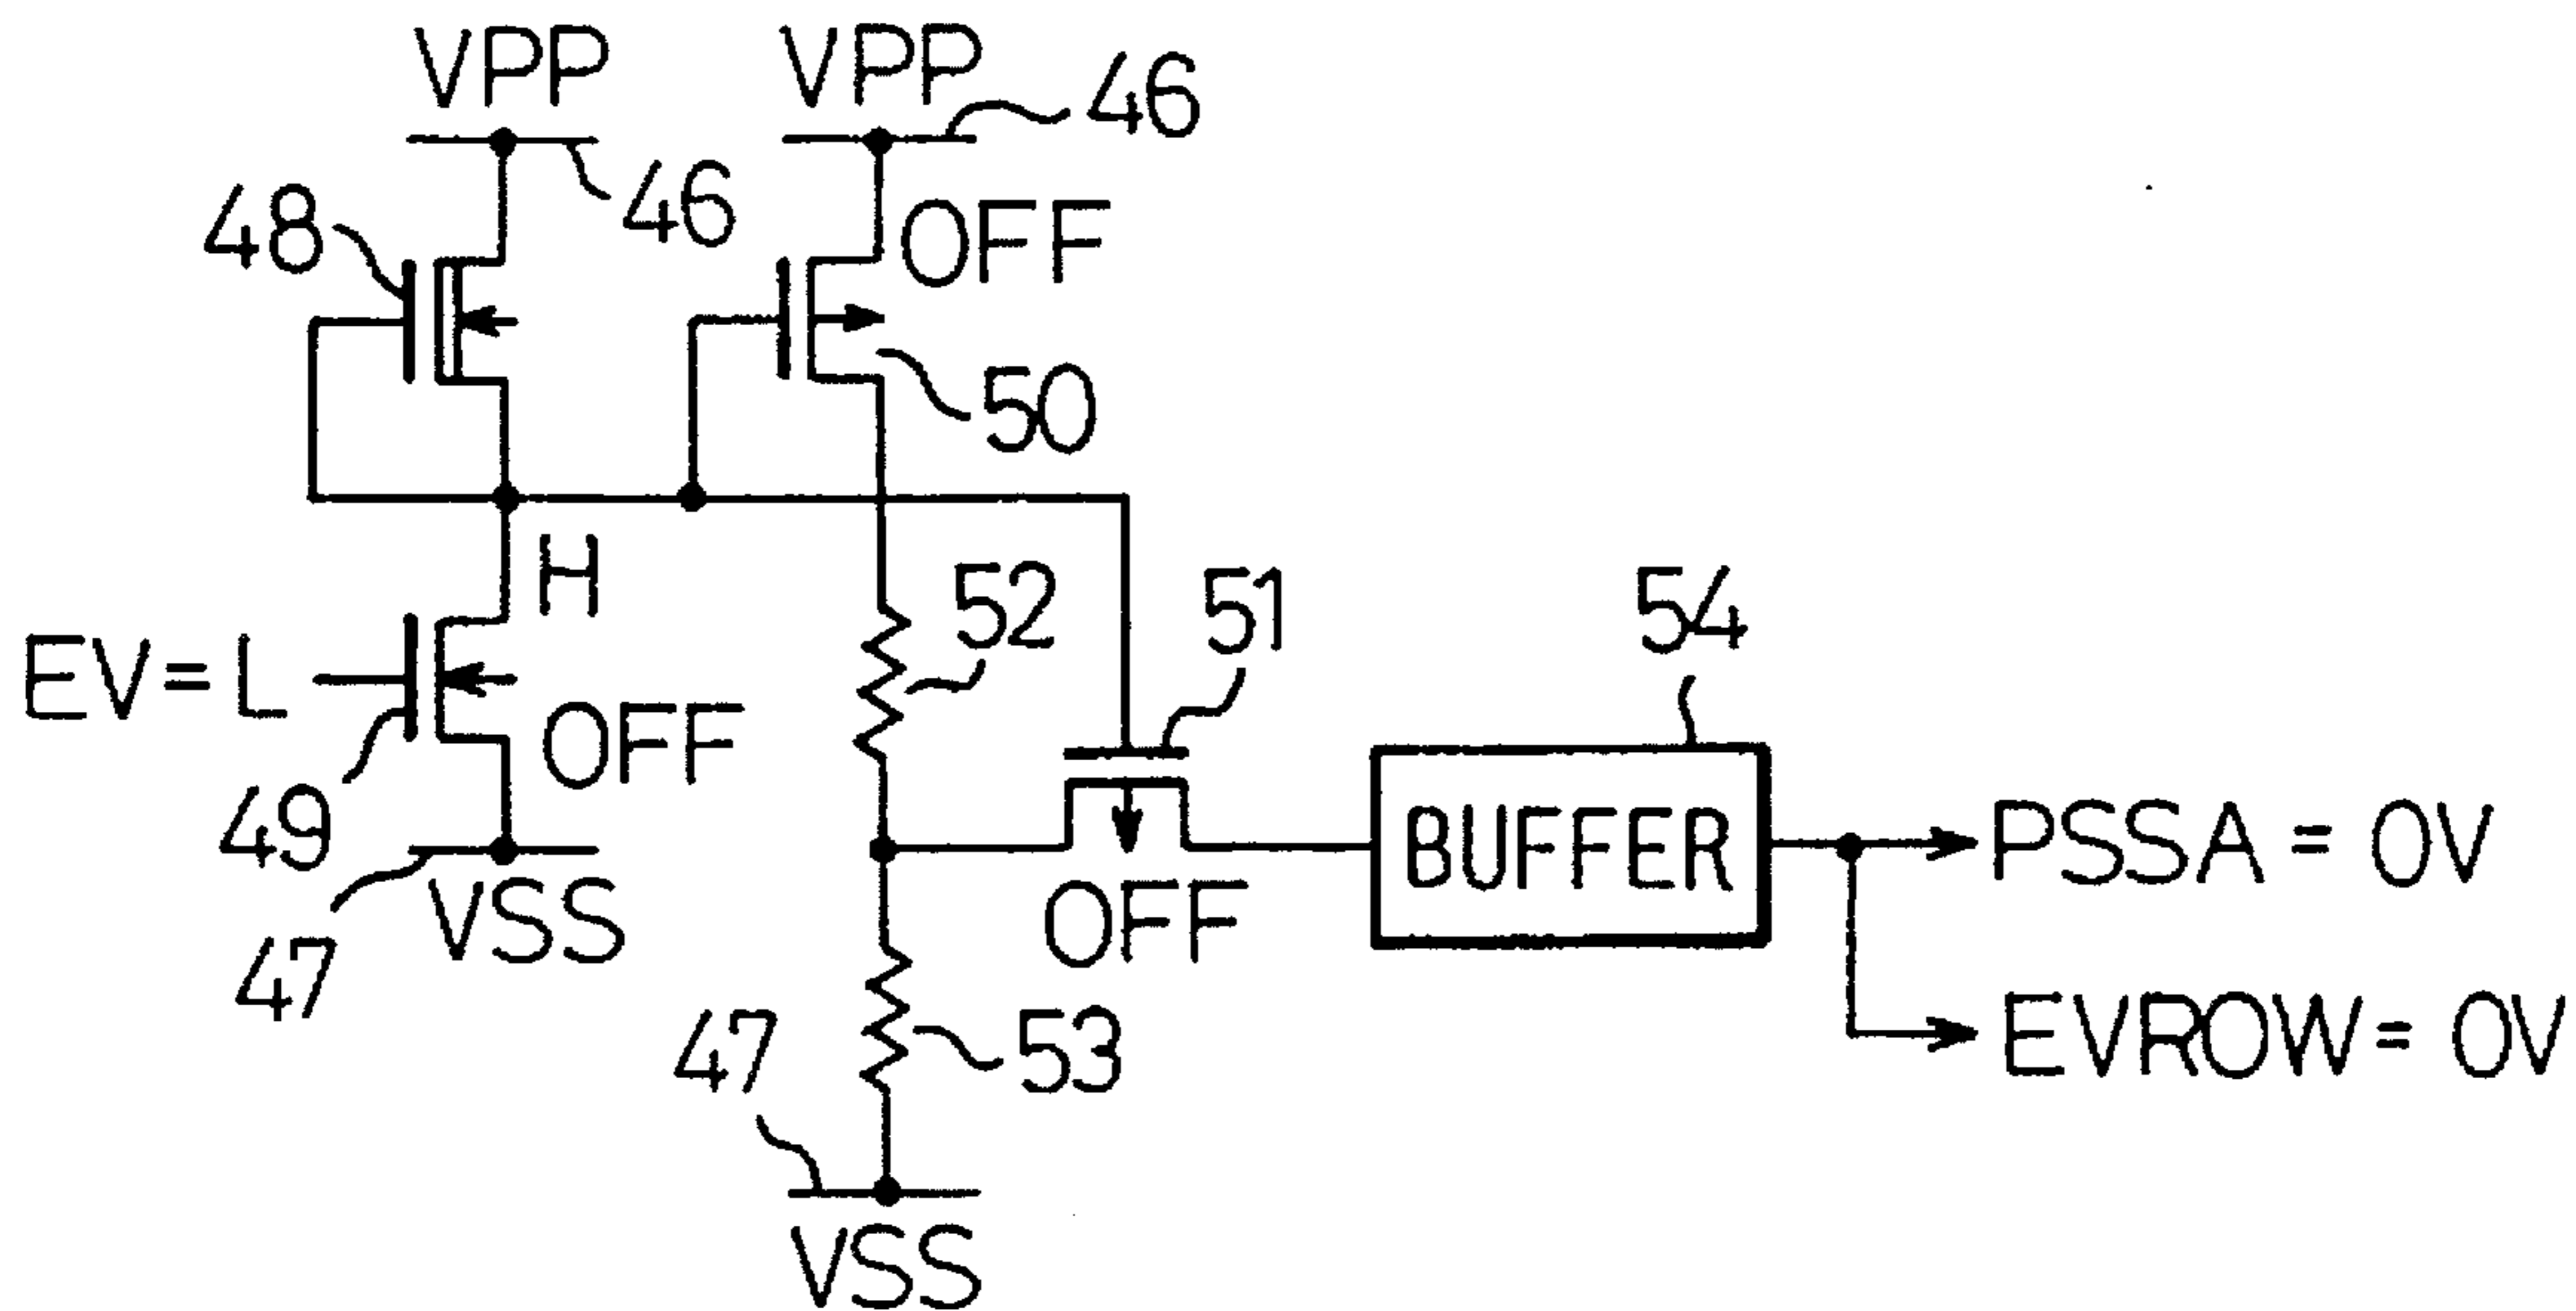 VPP
VPP
46
46
48
OFF
50
H
52
51
54
EV=L
OFF
49
BUFFER
PSSA = 0V
VSS
OFF
47
EVROW = 0V
47
53
VSS